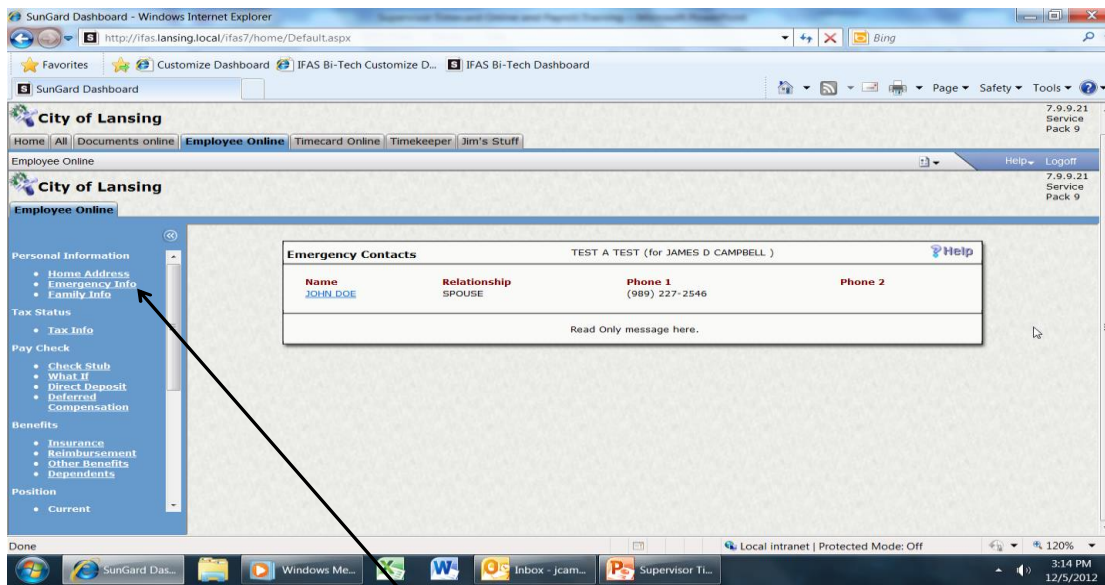 SunGard Dashboard - Windows Internet Explorer
http://ifas.lansing.local/ifas7/home/Default.aspx
Bing
Favorites Customize Dashboard IFAS Bi-Tech Customize D... IFAS Bi-Tech Dashboard
SunGard Dashboard
Page Safety Tools
City of Lansing
7.9.9.21
Service
Pack 9
Home All Documents online Employee Online Timecard Online Timekeeper Jim's Stuff
Employee Online
Help Logoff
City of Lansing
7.9.9.21
Service
Pack 9
Employee Online
Personal Information
• Home Address
• Emergency Info
• Family Info
Tax Status
• Tax Info
Pay Check
• Check Stub
• What If
• Direct Deposit
• Deferred
Compensation
Benefits
• Insurance
• Reimbursement
• Other Benefits
• Dependents
Position
• Current
Emergency Contacts TEST A TEST (for JAMES D CAMPBELL ) Help
Name Relationship Phone 1 Phone 2
JOHN DOE SPOUSE (989) 227-2546
Read Only message here.
Done Local intranet | Protected Mode: Off 120%
SunGard Das... Windows Me... Inbox - jcam... Supervisor Ti...
3:14 PM
12/5/2012